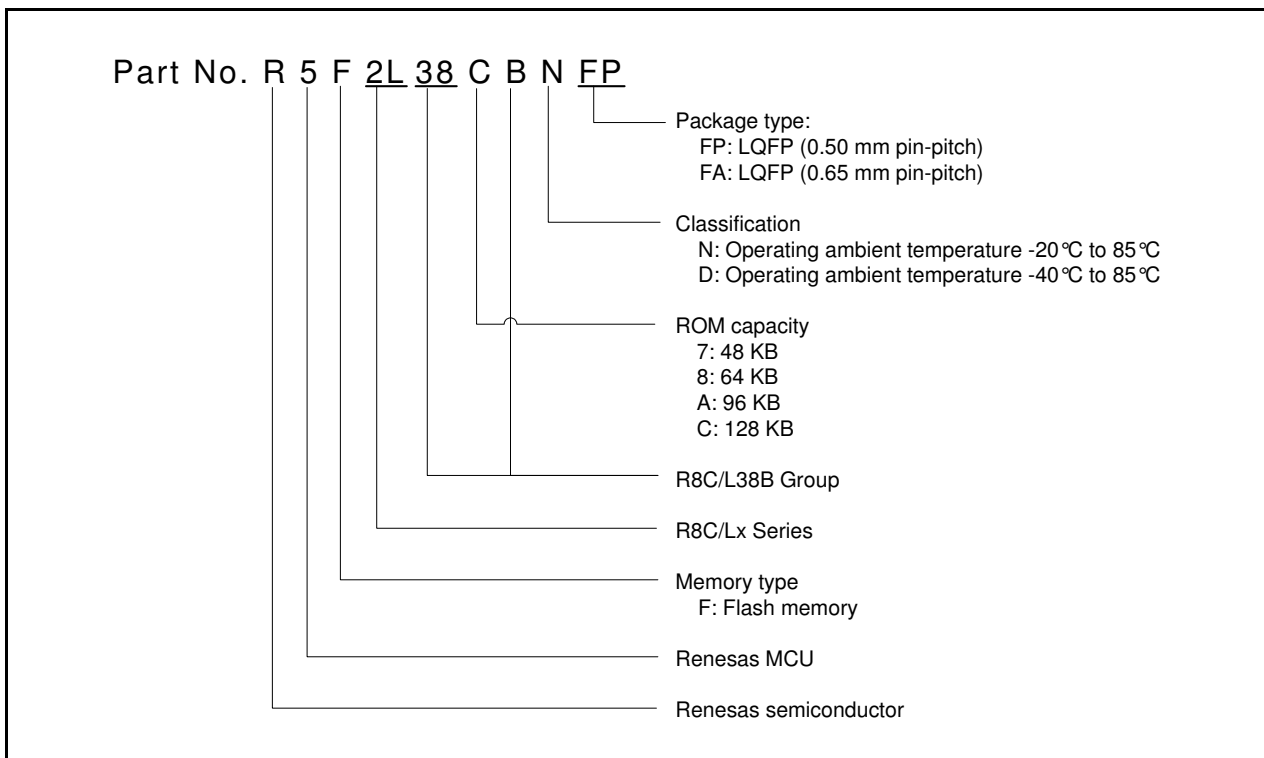 Part No. R 5 F 2L 38 C B N FP
Package type:
FP: LQFP (0.50 mm pin-pitch)
FA: LQFP (0.65 mm pin-pitch)
Classification
N: Operating ambient temperature -20°C to 85°C
D: Operating ambient temperature -40°C to 85°C
ROM capacity
7: 48 KB
8: 64 KB
A: 96 KB
C: 128 KB
R8C/L38B Group
R8C/Lx Series
Memory type
F: Flash memory
Renesas MCU
Renesas semiconductor